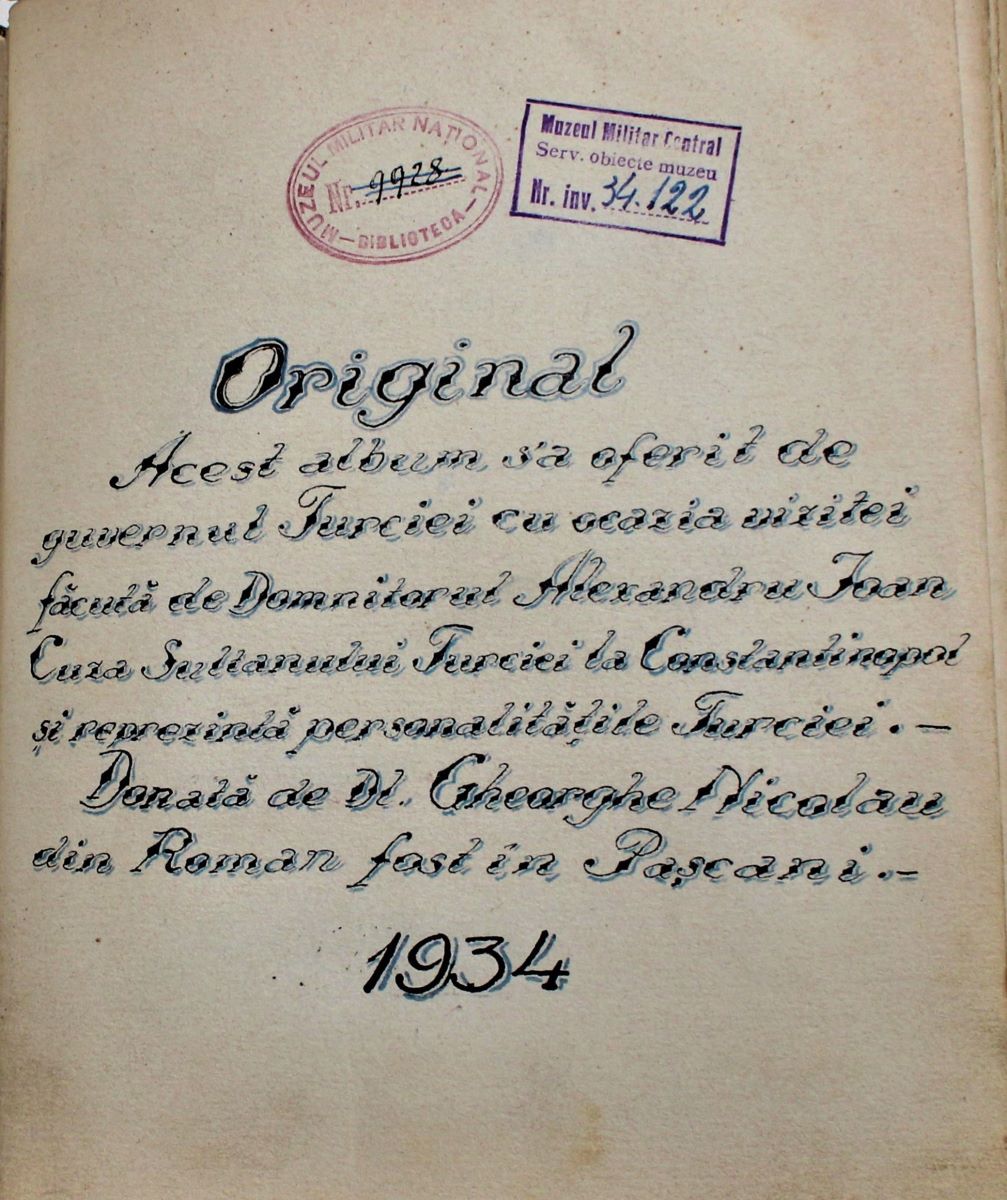 MUZEUL MILITAR NAȚIONAL
Nr. 9928
— BIBLIOTECA —
Muzeul Militar Central
Serv. obiecte muzeu
Nr. inv. 34.122
Original
Acest album s'a oferit de
guvernul Turciei cu ocazia vizitei
făcută de Domnitorul Alexandru Ioan
Cuza Sultanului Turciei la Constantinopol
și reprezintă personalitățile Turciei. —
Donată de Dl. Gheorghe Nicolau
din Roman fost în Pașcani. —
1934